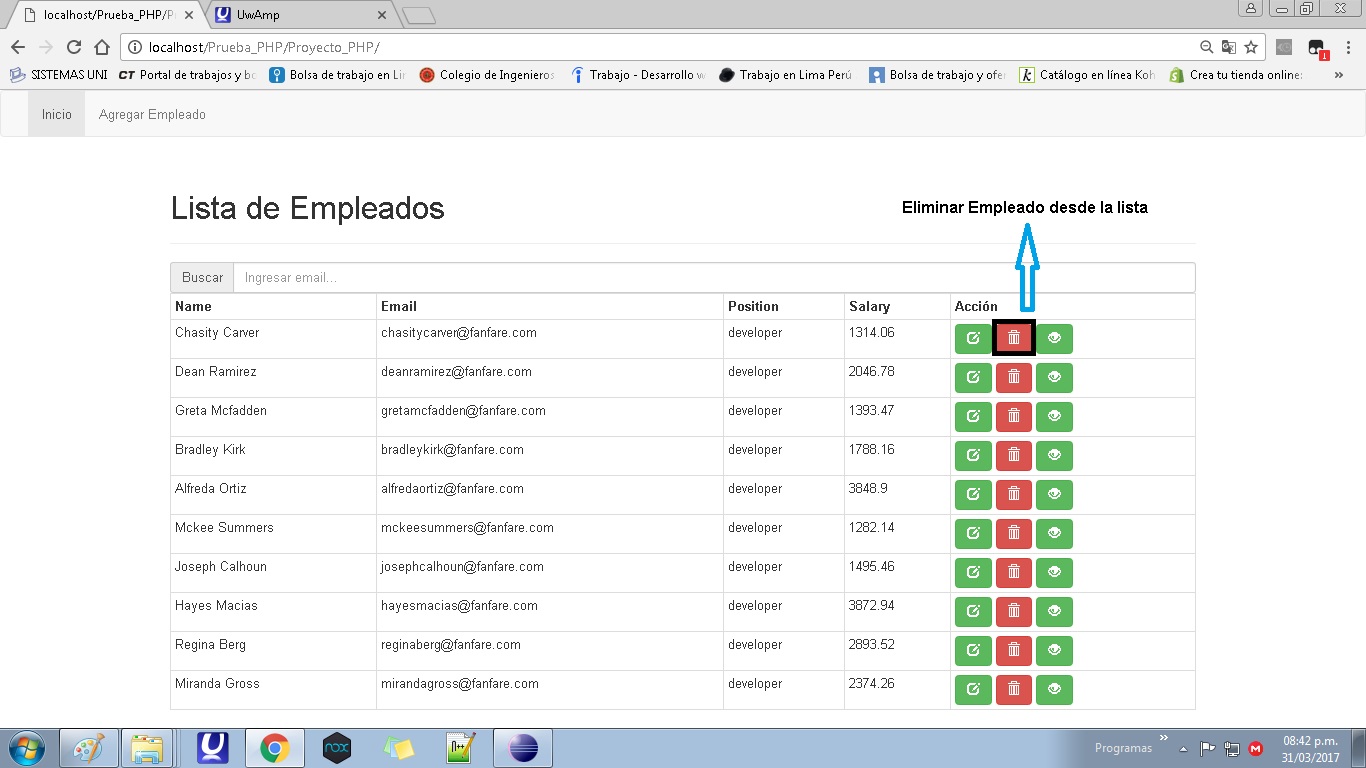 localhost/Prueba_PHP/P
UwAmp
localhost/Prueba_PHP/Proyecto_PHP/
SISTEMAS UNI
CT Portal de trabajos y bo
Bolsa de trabajo en Li
Colegio de Ingenieros
Trabajo - Desarrollo w
Trabajo en Lima Perú
Bolsa de trabajo y ofer
k Catálogo en línea Koh
Crea tu tienda online:
»
1
Inicio Agregar Empleado
Lista de Empleados
Eliminar Empleado desde la lista
Buscar Ingresar email...
Name Email Position Salary Acción
Chasity Carver chasitycarver@fanfare.com developer 1314.06
Dean Ramirez deanramirez@fanfare.com developer 2046.78
Greta Mcfadden gretamcfadden@fanfare.com developer 1393.47
Bradley Kirk bradleykirk@fanfare.com developer 1788.16
Alfreda Ortiz alfredaortiz@fanfare.com developer 3848.9
Mckee Summers mckeesummers@fanfare.com developer 1282.14
Joseph Calhoun josephcalhoun@fanfare.com developer 1495.46
Hayes Macias hayesmacias@fanfare.com developer 3872.94
Regina Berg reginaberg@fanfare.com developer 2893.52
Miranda Gross mirandagross@fanfare.com developer 2374.26
nox
Programas »
08:42 p.m.
31/03/2017